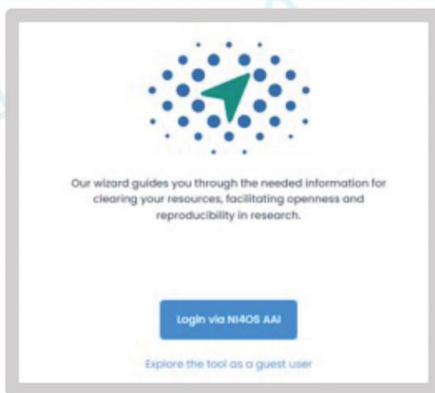 Our wizard guides you through the needed information for
clearing your resources, facilitating openness and
reproducibility in research.
Login via NI4OS AAI
Explore the tool as a guest user